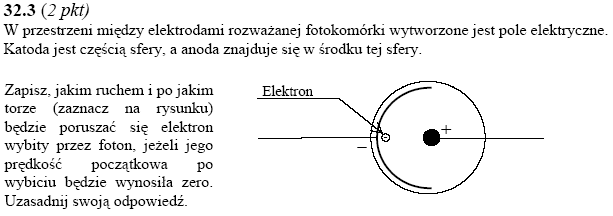 32.3 (2 pkt)
W przestrzeni między elektrodami rozważanej fotokomórki wytworzone jest pole elektryczne.
Katoda jest częścią sfery, a anoda znajduje się w środku tej sfery.
Zapisz, jakim ruchem i po jakim
torze (zaznacz na rysunku)
będzie poruszać się elektron
wybity przez foton, jeżeli jego
prędkość początkowa po
wybiciu będzie wynosiła zero.
Uzasadnij swoją odpowiedź.
Elektron
+
−